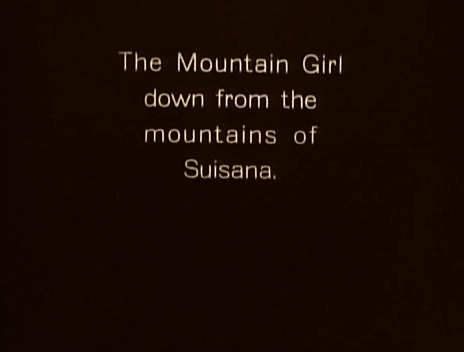 The Mountain Girl
down from the
mountains of
Suisana.